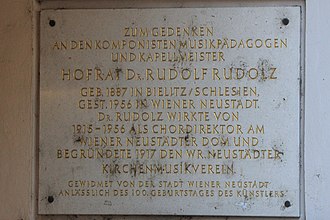 ZUM GEDENKEN
AN DEN KOMPONISTEN MUSIKPÄDAGOGEN
UND KAPELLMEISTER
HOFRAT DR. RUDOLF RUDOLZ
GEB. 1887 IN BIELITZ/SCHLESIEN,
GEST. 1956 IN WIENER NEUSTADT.
DR. RUDOLZ WIRKTE VON
1915-1956 ALS CHORDIREKTOR AM
WIENER NEUSTÄDTER DOM UND
BEGRÜNDETE 1917 DEN WR. NEUSTÄDTER
KIRCHENMUSIKVEREIN.
GEWIDMET VON DER STADT WIENER NEUSTADT
ANLÄSSLICH DES 100. GEBURTSTAGES DES KÜNSTLERS